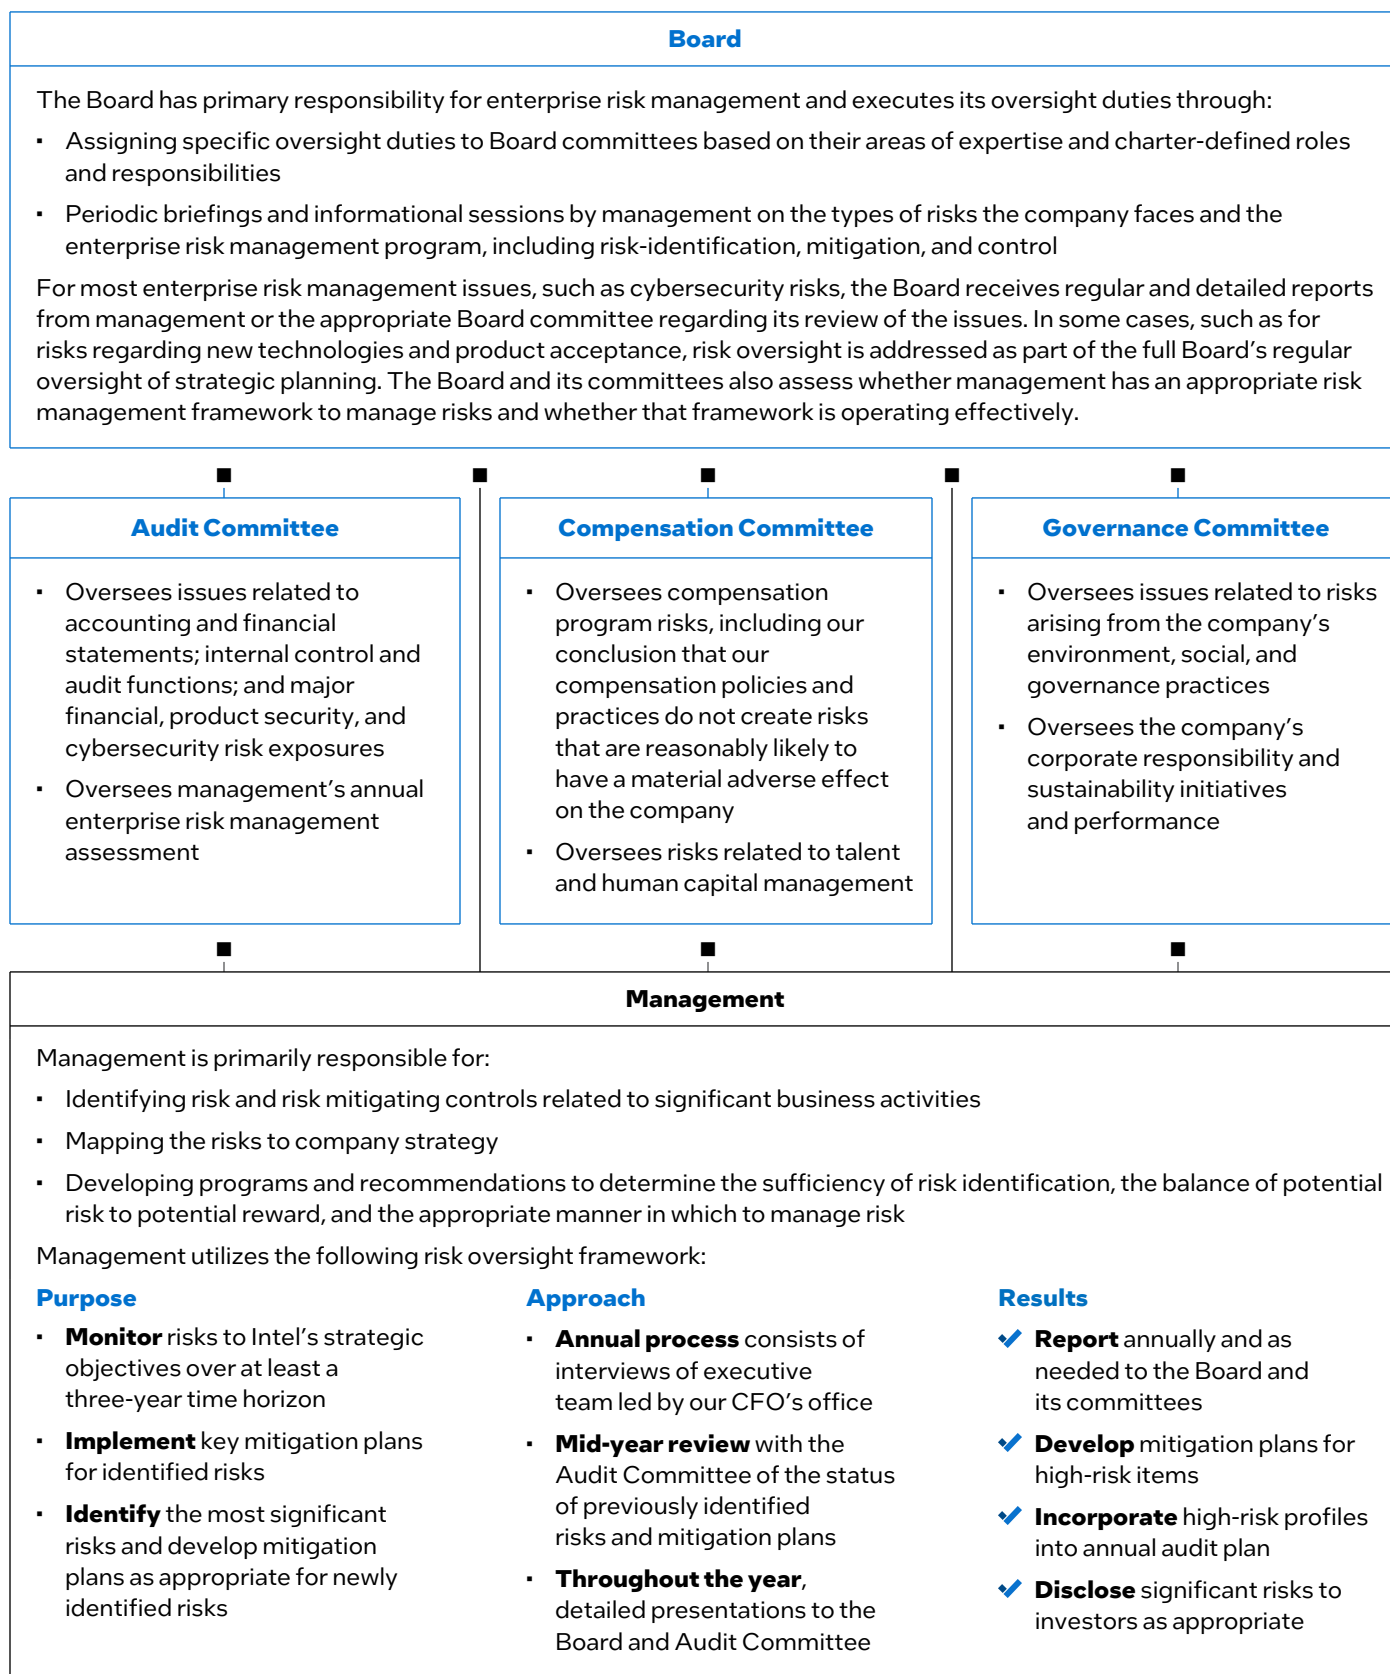 Board
The Board has primary responsibility for enterprise risk management and executes its oversight duties through:
▪ Assigning specific oversight duties to Board committees based on their areas of expertise and charter-defined roles
and responsibilities
▪ Periodic briefings and informational sessions by management on the types of risks the company faces and the
enterprise risk management program, including risk-identification, mitigation, and control
For most enterprise risk management issues, such as cybersecurity risks, the Board receives regular and detailed reports
from management or the appropriate Board committee regarding its review of the issues. In some cases, such as for
risks regarding new technologies and product acceptance, risk oversight is addressed as part of the full Board's regular
oversight of strategic planning. The Board and its committees also assess whether management has an appropriate risk
management framework to manage risks and whether that framework is operating effectively.
Audit Committee
▪ Oversees issues related to
accounting and financial
statements; internal control and
audit functions; and major
financial, product security, and
cybersecurity risk exposures
▪ Oversees management's annual
enterprise risk management
assessment
Compensation Committee
▪ Oversees compensation
program risks, including our
conclusion that our
compensation policies and
practices do not create risks
that are reasonably likely to
have a material adverse effect
on the company
▪ Oversees risks related to talent
and human capital management
Governance Committee
▪ Oversees issues related to risks
arising from the company's
environment, social, and
governance practices
▪ Oversees the company's
corporate responsibility and
sustainability initiatives
and performance
Management
Management is primarily responsible for:
▪ Identifying risk and risk mitigating controls related to significant business activities
▪ Mapping the risks to company strategy
▪ Developing programs and recommendations to determine the sufficiency of risk identification, the balance of potential
risk to potential reward, and the appropriate manner in which to manage risk
Management utilizes the following risk oversight framework:
Purpose
▪ Monitor risks to Intel's strategic
objectives over at least a
three-year time horizon
▪ Implement key mitigation plans
for identified risks
▪ Identify the most significant
risks and develop mitigation
plans as appropriate for newly
identified risks
Approach
▪ Annual process consists of
interviews of executive
team led by our CFO's office
▪ Mid-year review with the
Audit Committee of the status
of previously identified
risks and mitigation plans
▪ Throughout the year,
detailed presentations to the
Board and Audit Committee
Results
Report annually and as
needed to the Board and
its committees
Develop mitigation plans for
high-risk items
Incorporate high-risk profiles
into annual audit plan
Disclose significant risks to
investors as appropriate